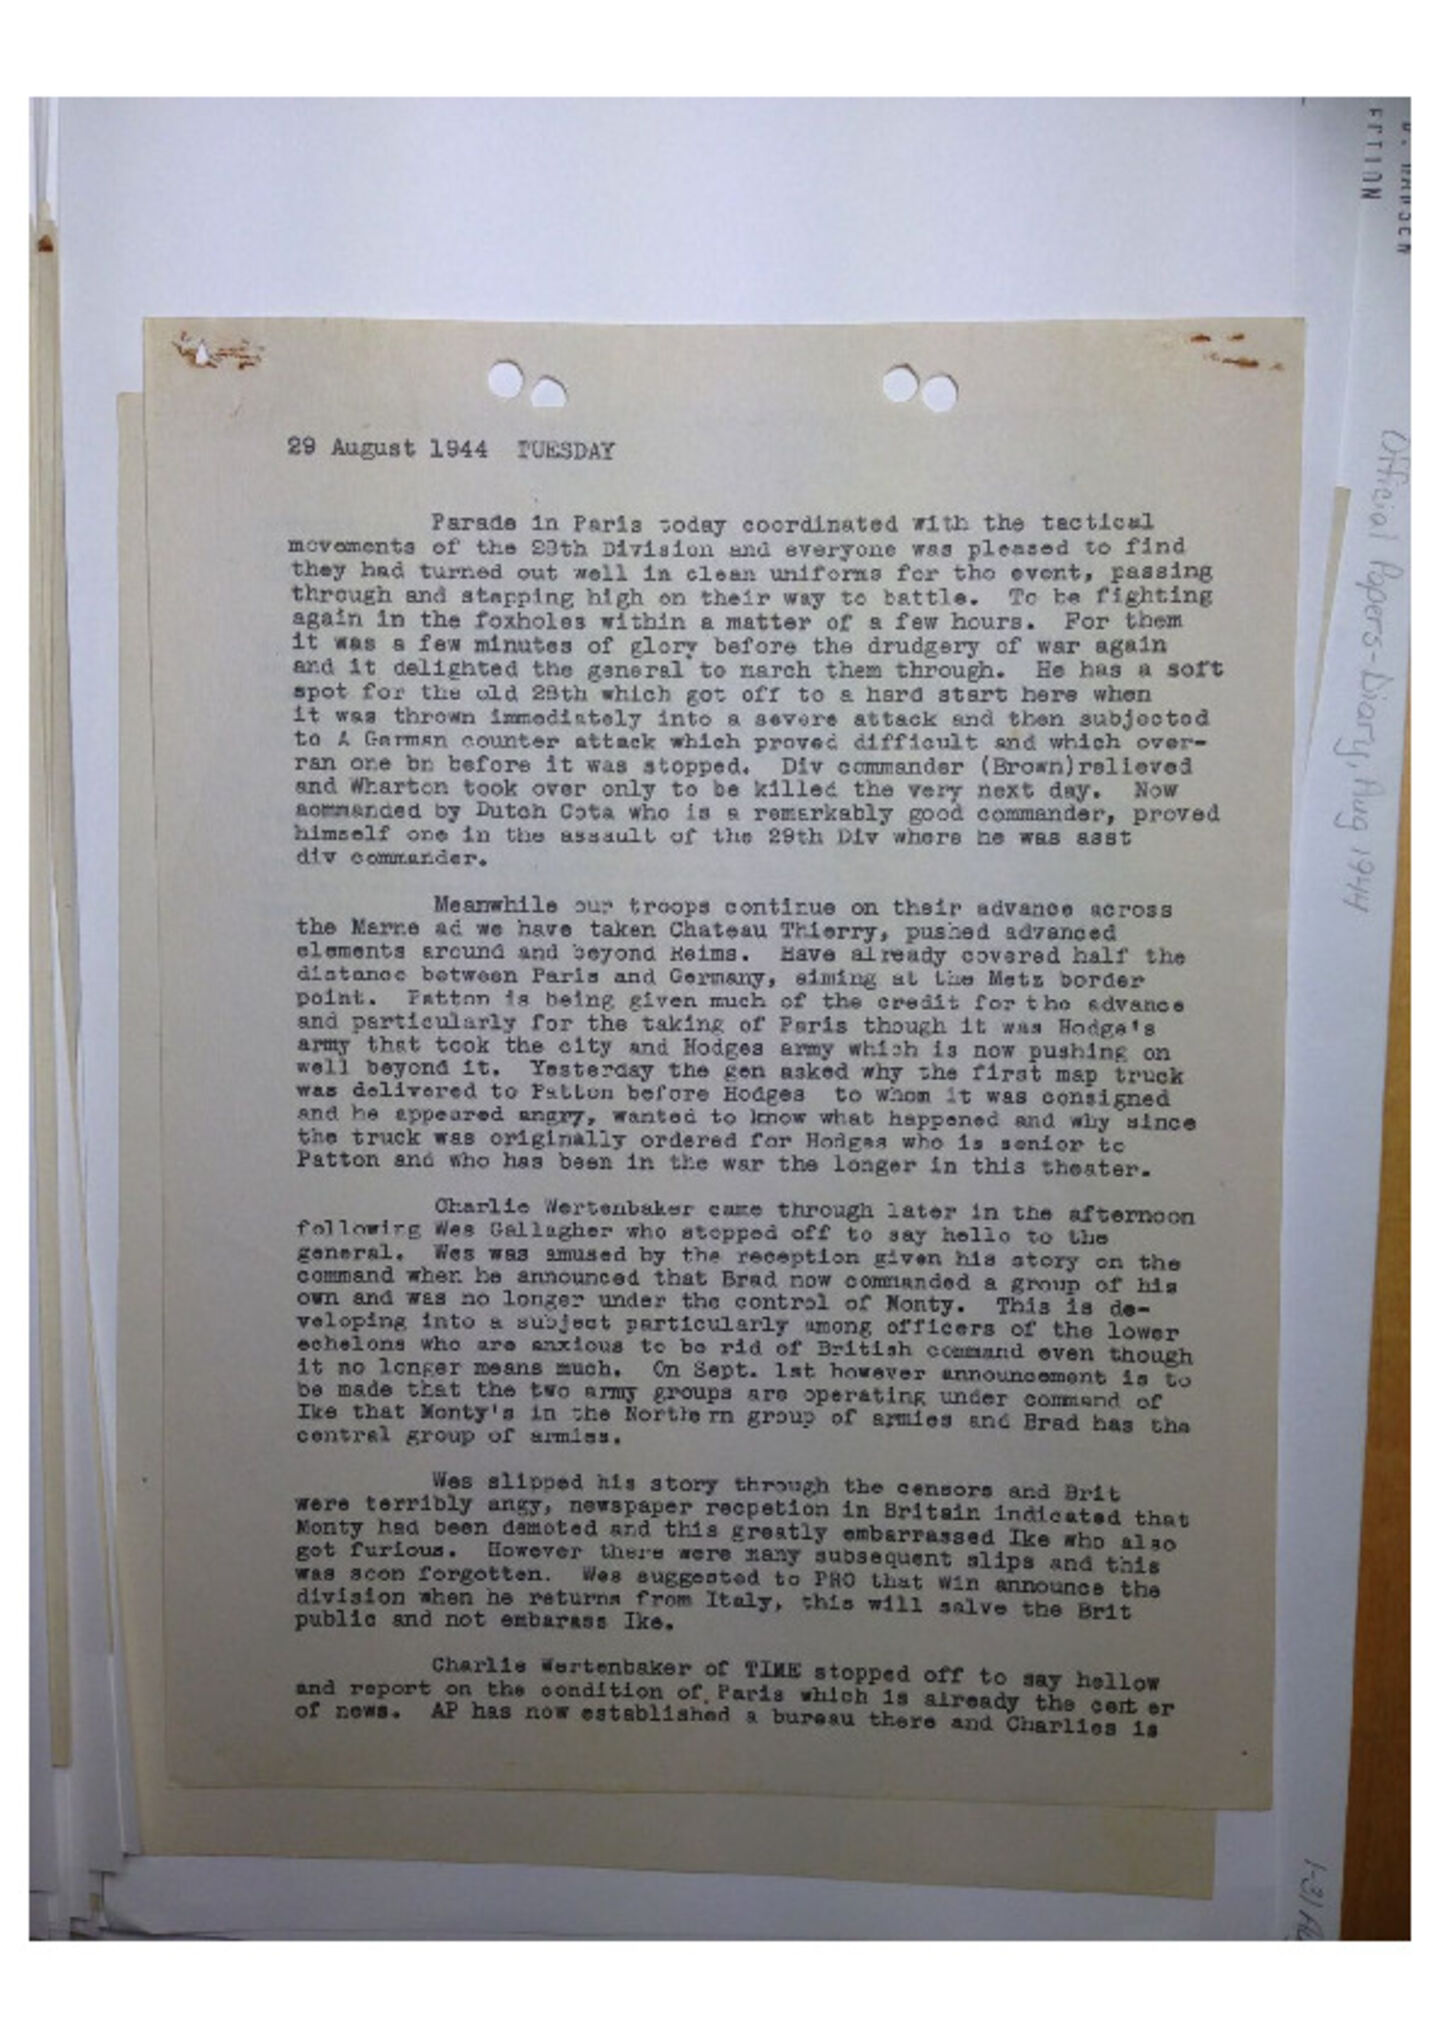 29 August 1944 TUESDAY
Parade in Paris today coordinated with the tactical
movements of the 28th Division and everyone was pleased to find
they had turned out well in clean uniforms for the event, passing
through and stepping high on their way to battle. To be fighting
again in the foxholes within a matter of a few hours. For them
it was a few minutes of glory before the drudgery of war again
and it delighted the general to march them through. He has a soft
spot for the old 28th which got off to a hard start here when
it was thrown immediately into a severe attack and then subjected
to A German counter attack which proved difficult and which over-
ran one bn before it was stopped. Div commander (Brown)relieved
and Wharton took over only to be killed the very next day. Now
commanded by Dutch Cota who is a remarkably good commander, proved
himself one in the assault of the 29th Div where he was asst
div commander.
Meanwhile our troops continue on their advance across
the Marne ad we have taken Chateau Thierry, pushed advanced
elements around and beyond Reims. Have already covered half the
distance between Paris and Germany, aiming at the Metz border
point. Patton is being given much of the credit for the advance
and particularly for the taking of Paris though it was Hodge's
army that took the city and Hodges army which is now pushing on
well beyond it. Yesterday the gen asked why the first map truck
was delivered to Patton before Hodges to whom it was consigned
and he appeared angry, wanted to know what happened and why since
the truck was originally ordered for Hodges who is senior to
Patton and who has been in the war the longer in this theater.
Charlie Wertenbaker came through later in the afternoon
following Wes Gallagher who stopped off to say hello to the
general. Wes was amused by the reception given his story on the
command when he announced that Brad now commanded a group of his
own and was no longer under the control of Monty. This is de-
veloping into a subject particularly among officers of the lower
echelons who are anxious to be rid of British command even though
it no longer means much. On Sept. 1st however announcement is to
be made that the two army groups are operating under command of
Ike that Monty's in the Northern group of armies and Brad has the
central group of armies.
Wes slipped his story through the censors and Brit
were terribly angy, newspaper recpetion in Britain indicated that
Monty had been demoted and this greatly embarrassed Ike who also
got furious. However there were many subsequent slips and this
was soon forgotten. Wes suggested to PRO that Win announce the
division when he returns from Italy, this will salve the Brit
public and not embarass Ike.
Charlie Wertenbaker of TIME stopped off to say hellow
and report on the condition of Paris which is already the cent er
of news. AP has now established a bureau there and Charlies is
Official Papers-Diary, Aug 1944
1-31